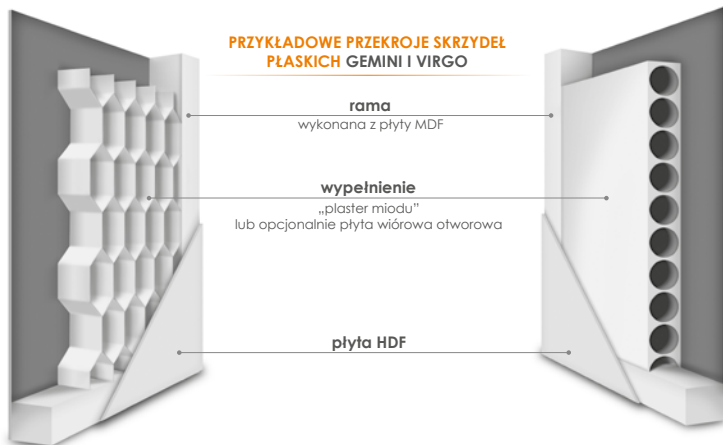 PRZYKŁADOWE PRZEKROJE SKRZYDEŁ
PŁASKICH GEMINI I VIRGO
rama
wykonana z płyty MDF
wypełnienie
„plaster miodu”
lub opcjonalnie płyta wiórowa otworowa
płyta HDF